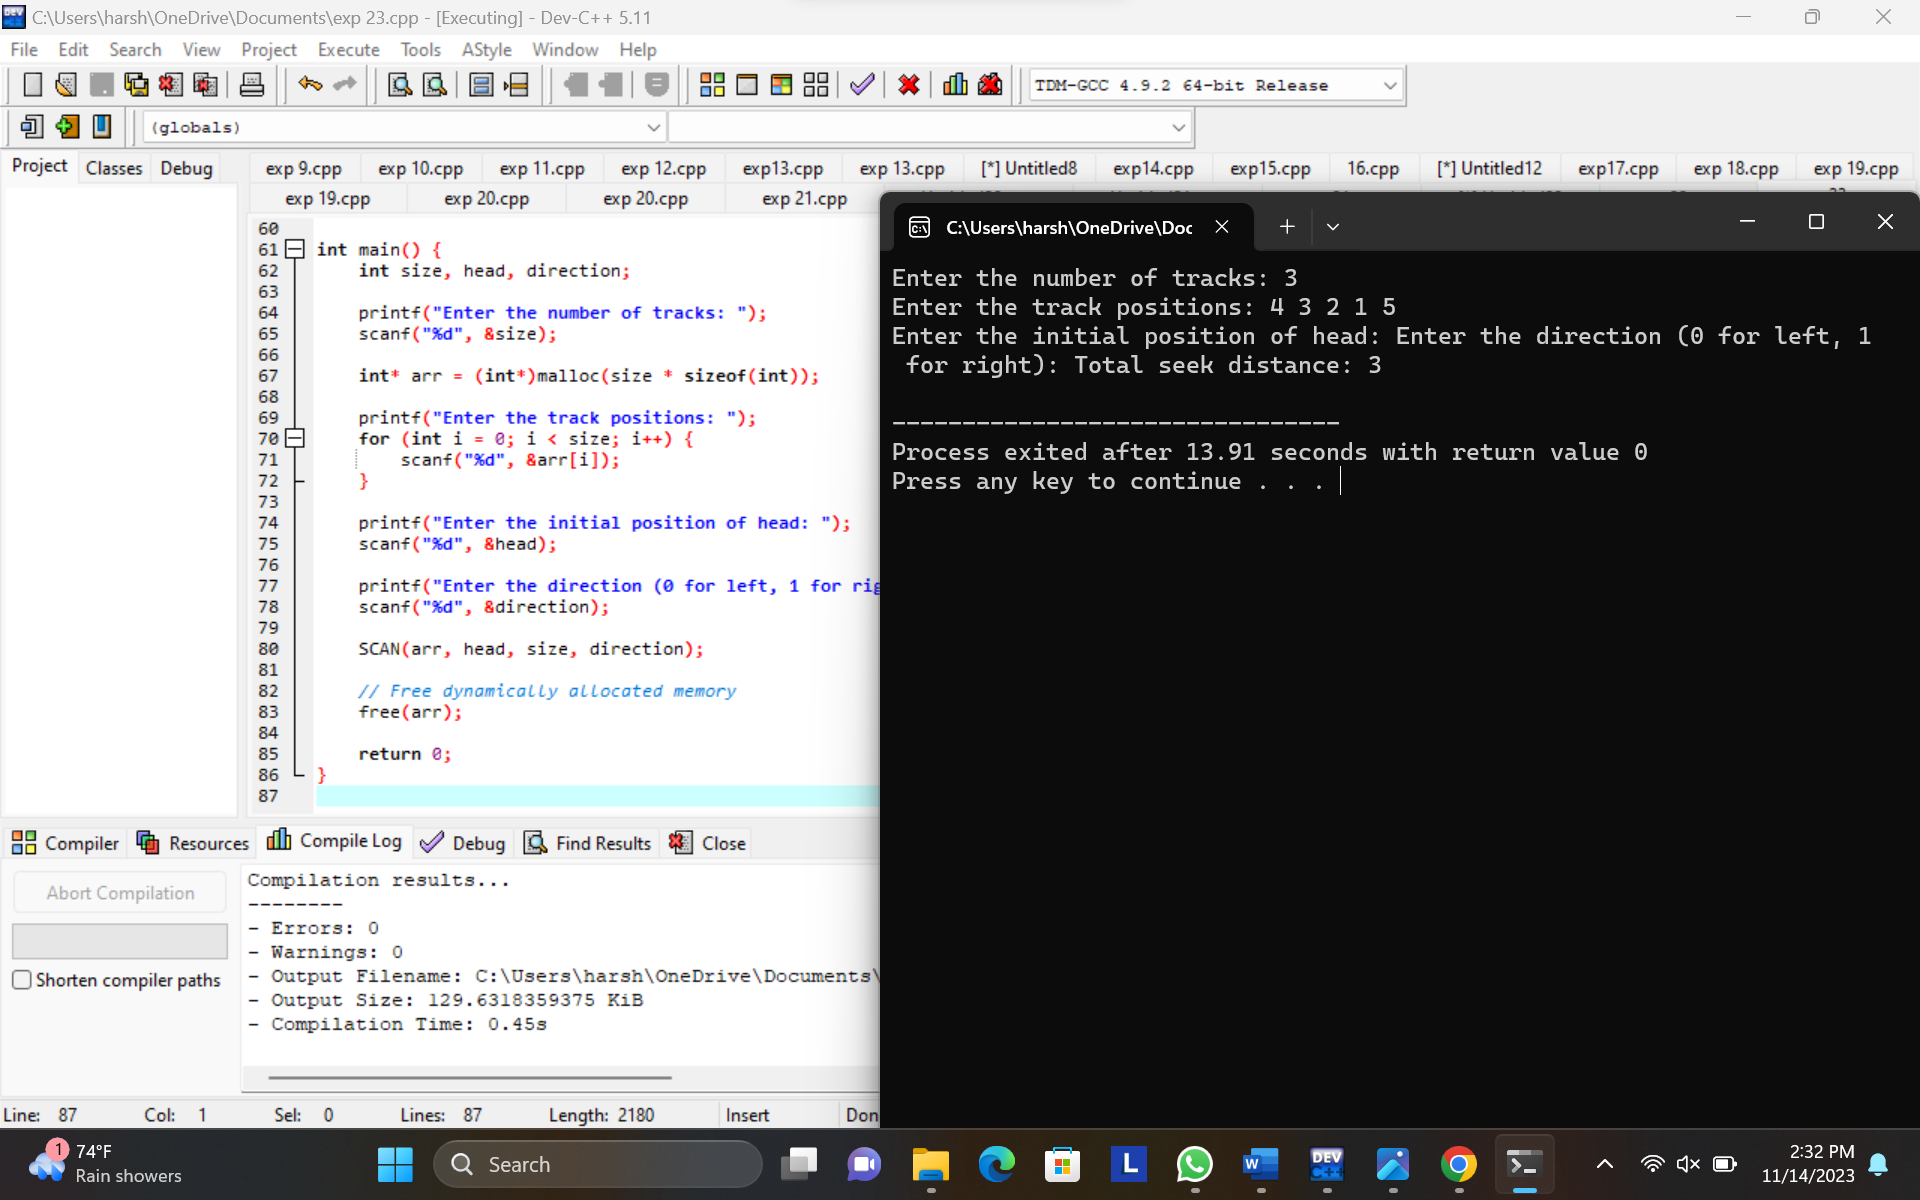 C:\Users\harsh\OneDrive\Documents\exp 23.cpp - [Executing] - Dev-C++ 5.11
File Edit Search View Project Execute Tools AStyle Window Help
TDM-GCC 4.9.2 64-bit Release
(globals)
Project Classes Debug
exp 9.cpp exp 10.cpp exp 11.cpp exp 12.cpp exp13.cpp exp 13.cpp [*] Untitled8 exp14.cpp exp15.cpp 16.cpp [*] Untitled12 exp17.cpp exp 18.cpp exp 19.cpp
exp 19.cpp exp 20.cpp exp 20.cpp exp 21.cpp
60
61 int main() {
62 int size, head, direction;
63
64 printf("Enter the number of tracks: ");
65 scanf("%d", &size);
66
67 int* arr = (int*)malloc(size * sizeof(int));
68
69 printf("Enter the track positions: ");
70 for (int i = 0; i < size; i++) {
71 scanf("%d", &arr[i]);
72 }
73
74 printf("Enter the initial position of head: ");
75 scanf("%d", &head);
76
77 printf("Enter the direction (0 for left, 1 for rig
78 scanf("%d", &direction);
79
80 SCAN(arr, head, size, direction);
81
82 // Free dynamically allocated memory
83 free(arr);
84
85 return 0;
86 }
87
C:\Users\harsh\OneDrive\Doc
Enter the number of tracks: 3
Enter the track positions: 4 3 2 1 5
Enter the initial position of head: Enter the direction (0 for left, 1
for right): Total seek distance: 3
--------------------------------
Process exited after 13.91 seconds with return value 0
Press any key to continue . . .
Compiler Resources Compile Log Debug Find Results Close
Abort Compilation
Shorten compiler paths
Compilation results...
--------
- Errors: 0
- Warnings: 0
- Output Filename: C:\Users\harsh\OneDrive\Documents\
- Output Size: 129.6318359375 KiB
- Compilation Time: 0.45s
Line: 87 Col: 1 Sel: 0 Lines: 87 Length: 2180 Insert Don
1
74°F
Rain showers
Search
L
W
DEV
C++
2:32 PM
11/14/2023